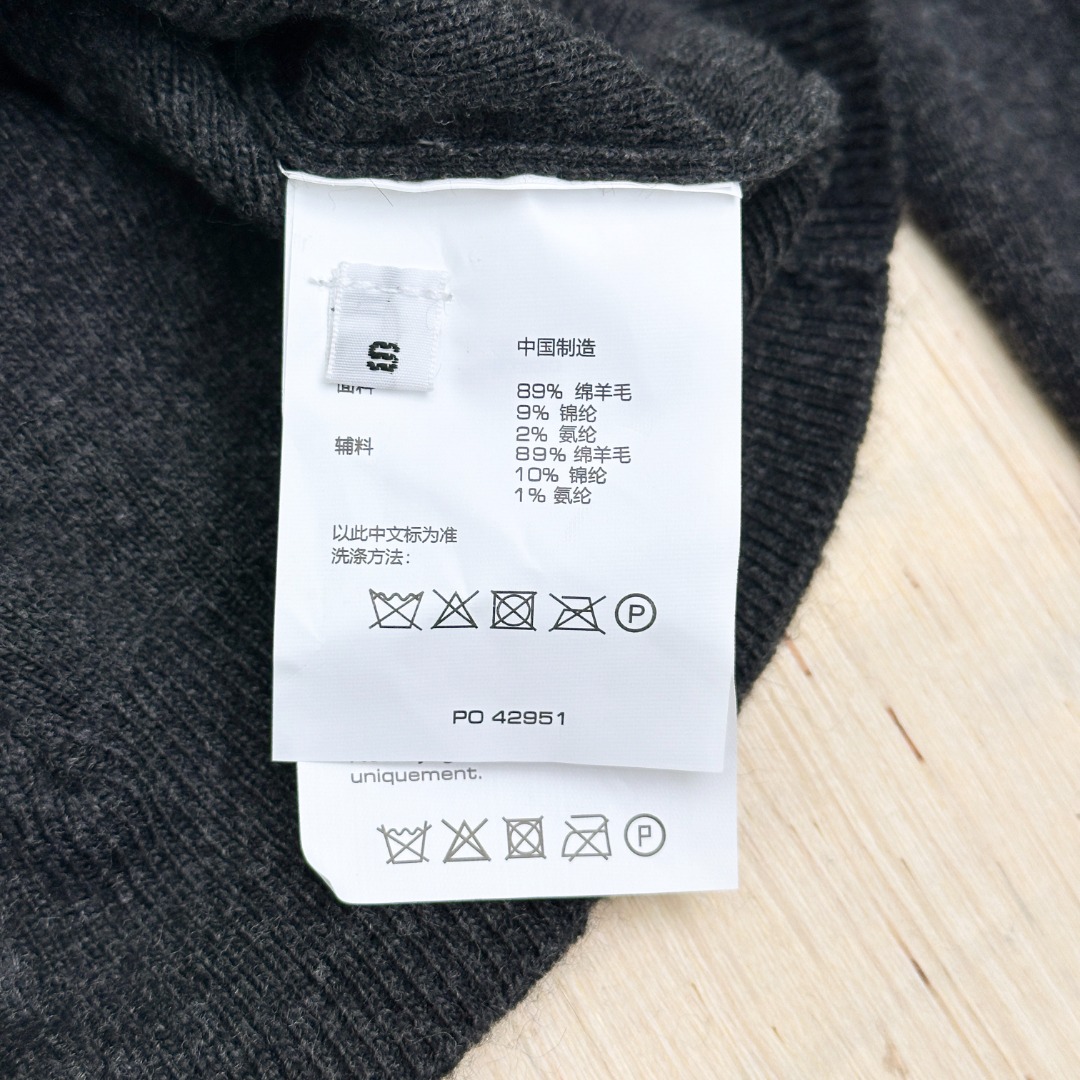 S
中国制造
面料
89% 绵羊毛
9% 锦纶
2% 氨纶
辅料
89% 绵羊毛
10% 锦纶
1% 氨纶
以此中文标为准
洗涤方法:
P
PO 42951
uniquement.
P